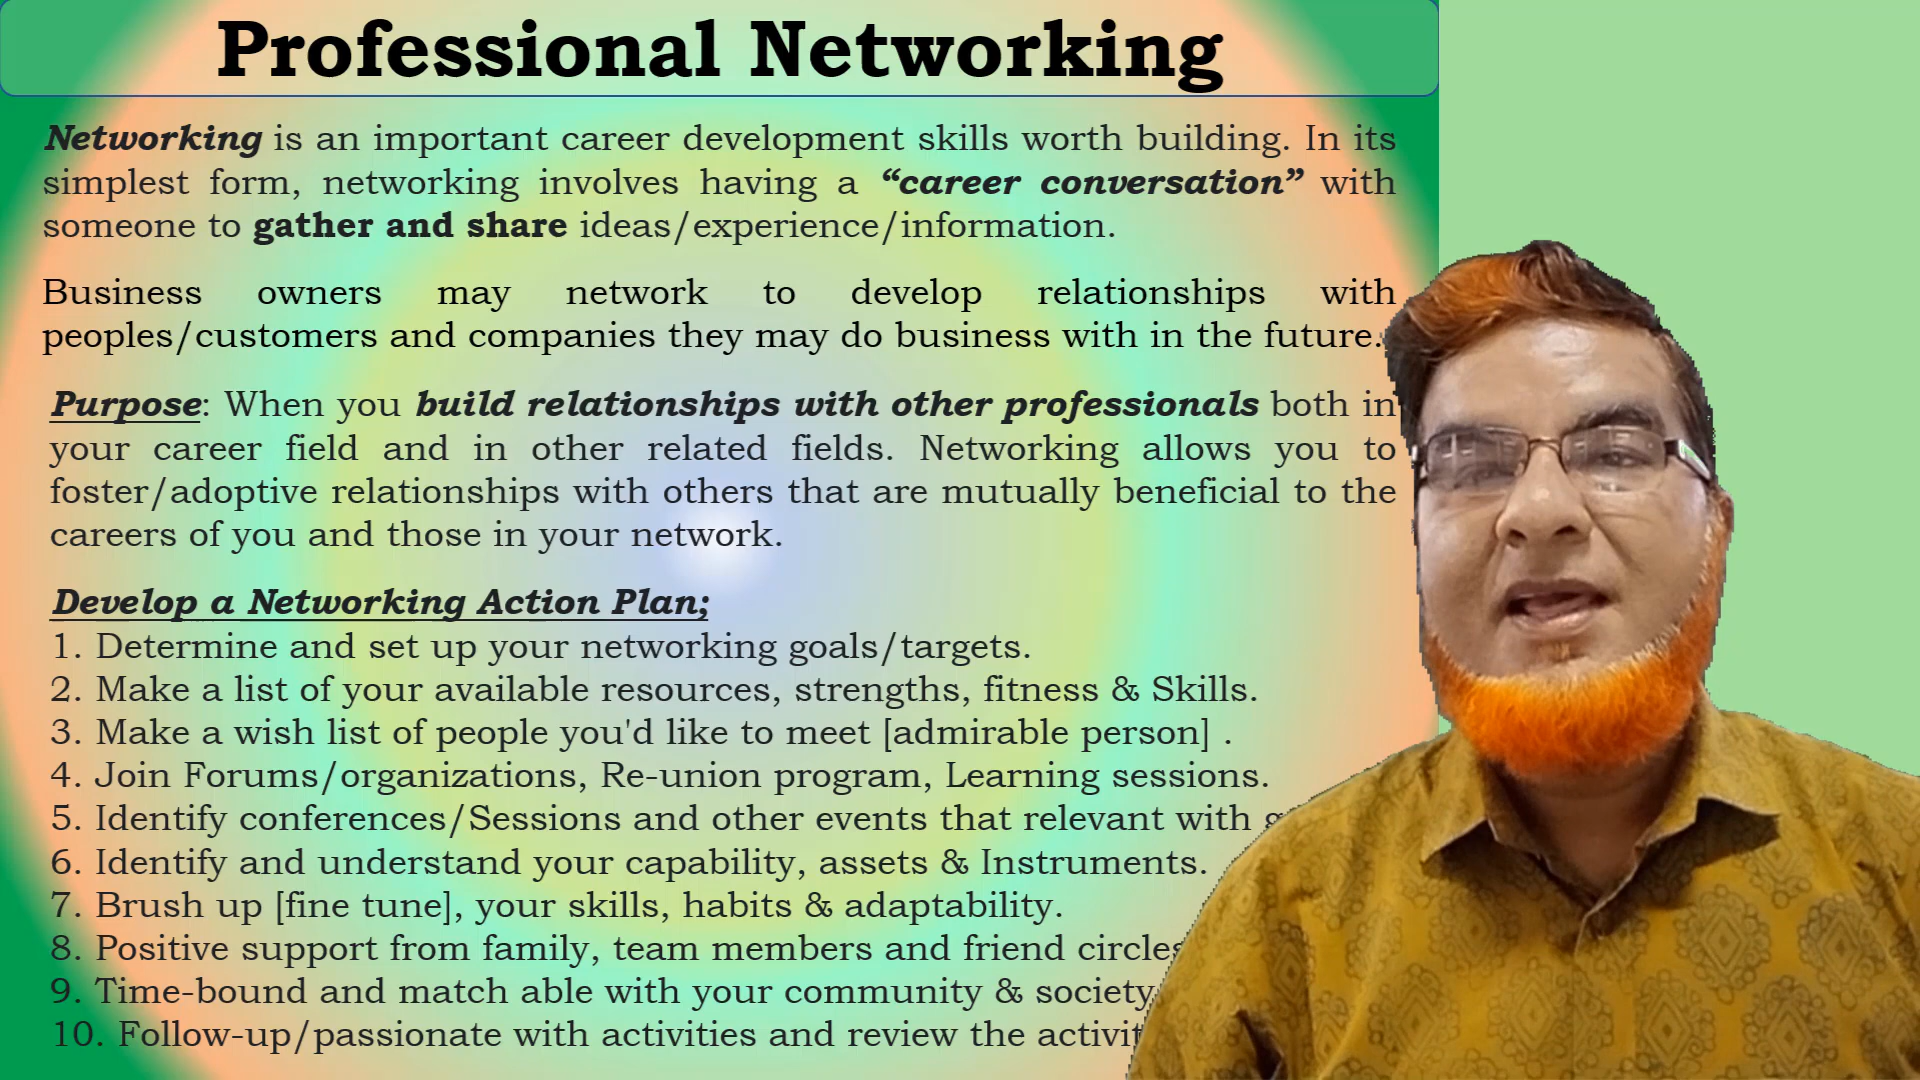 Professional Networking
Networking is an important career development skills worth building. In its
simplest form, networking involves having a “career conversation” with
someone to gather and share ideas/experience/information.
Business owners may network to develop relationships with
peoples/customers and companies they may do business with in the future.
Purpose: When you build relationships with other professionals both in
your career field and in other related fields. Networking allows you to
foster/adoptive relationships with others that are mutually beneficial to the
careers of you and those in your network.
Develop a Networking Action Plan;
1. Determine and set up your networking goals/targets.
2. Make a list of your available resources, strengths, fitness & Skills.
3. Make a wish list of people you'd like to meet [admirable person] .
4. Join Forums/organizations, Re-union program, Learning sessions.
5. Identify conferences/Sessions and other events that relevant with
6. Identify and understand your capability, assets & Instruments.
7. Brush up [fine tune], your skills, habits & adaptability.
8. Positive support from family, team members and friend circles
9. Time-bound and match able with your community & society
10. Follow-up/passionate with activities and review the